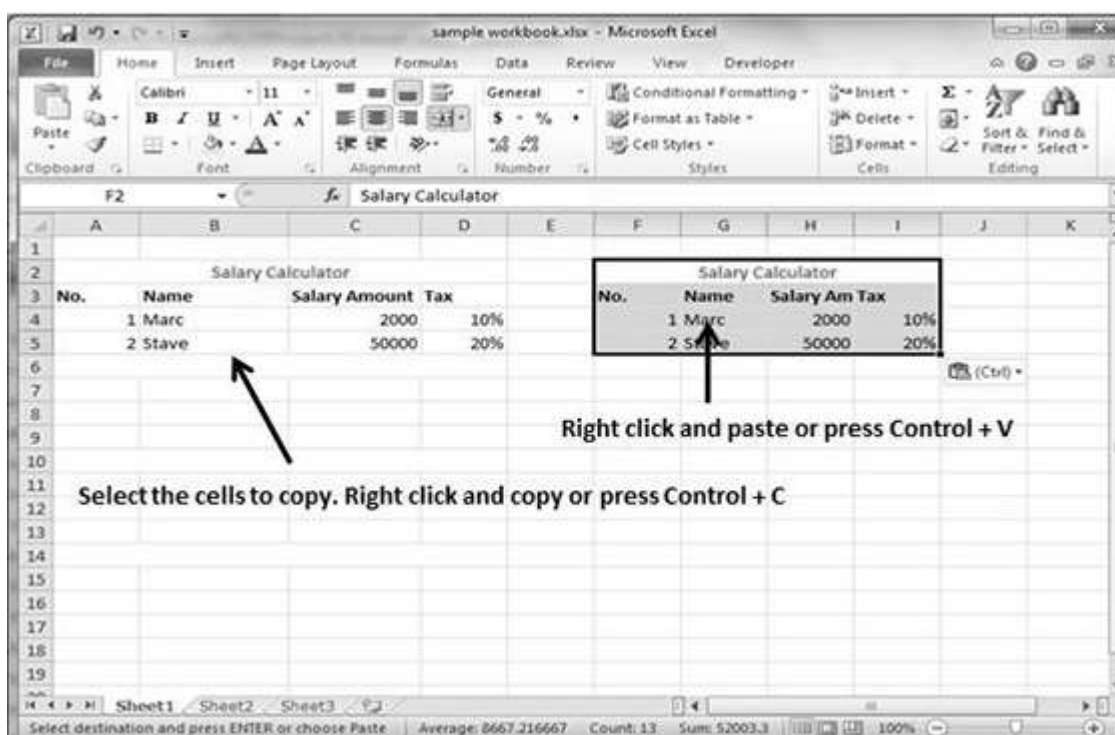 sample workbook.xlsx - Microsoft Excel
File Home Insert Page Layout Formulas Data Review View Developer
Calibri 11 General Conditional Formatting Insert Σ
Paste B I U A A $ % Format as Table Delete Sort & Find &
Cell Styles Format Filter Select
Clipboard Font Alignment Number Styles Cells Editing
F2 fx Salary Calculator
A B C D E F G H I J K
1
2 Salary Calculator Salary Calculator
3 No. Name Salary Amount Tax No. Name Salary Am Tax
4 1 Marc 2000 10% 1 Marc 2000 10%
5 2 Stave 50000 20% 2 Stave 50000 20%
6 (Ctrl)
7
8
9 Right click and paste or press Control + V
10
11
Select the cells to copy. Right click and copy or press Control + C
12
13
14
15
16
17
18
19
Sheet1 Sheet2 Sheet3
Select destination and press ENTER or choose Paste Average: 8667.216667 Count: 13 Sum: 52003.3 100%